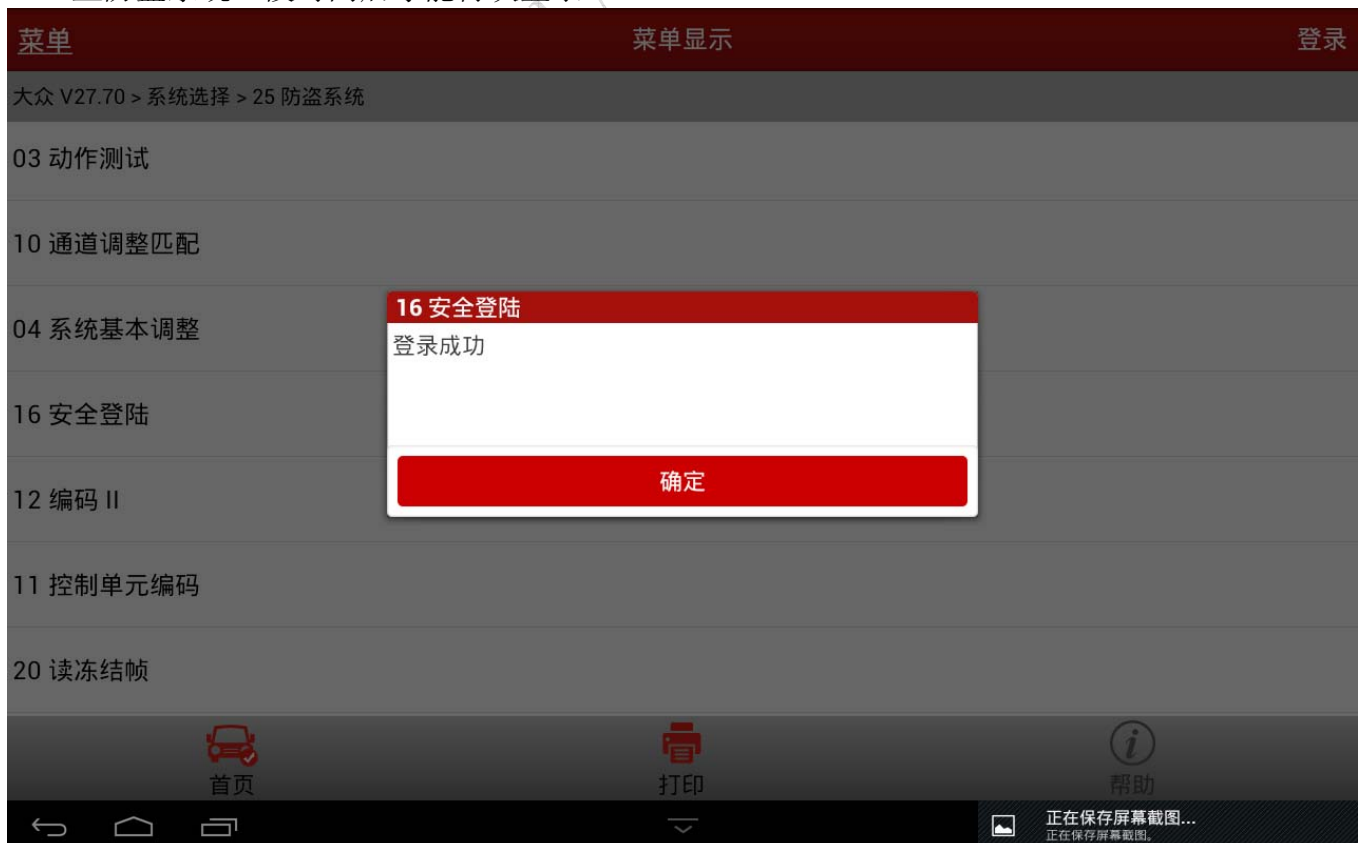 菜单 菜单显示 登录
大众 V27.70 > 系统选择 > 25 防盗系统
03 动作测试
10 通道调整匹配
04 系统基本调整
16 安全登陆
12 编码 II
11 控制单元编码
20 读冻结帧
16 安全登陆
登录成功
确定
首页 打印 帮助
正在保存屏幕截图...
正在保存屏幕截图。